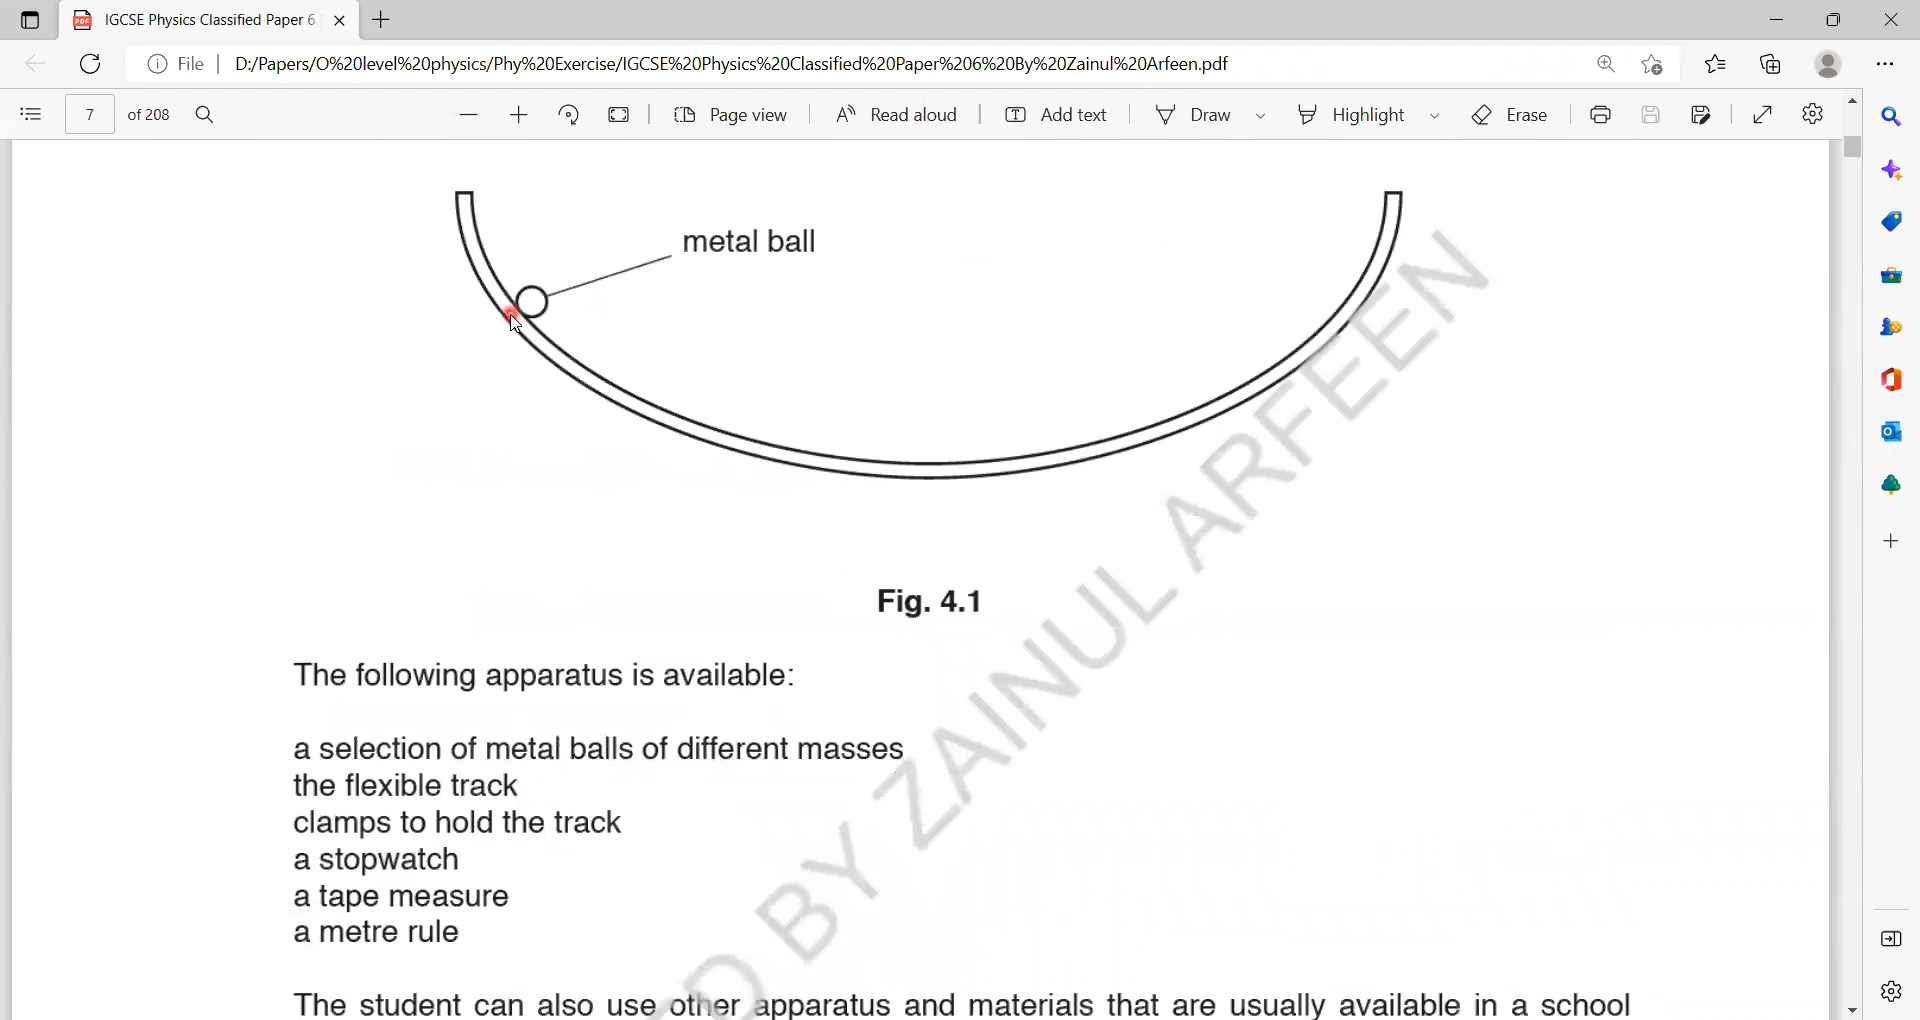 IGCSE Physics Classified Paper 6
File
D:/Papers/O%20level%20physics/Phy%20Exercise/IGCSE%20Physics%20Classified%20Paper%206%20By%20Zainul%20Arfeen.pdf
7 of 208
Page view
Read aloud
Add text
Draw
Highlight
Erase
metal ball
Fig. 4.1
The following apparatus is available:
a selection of metal balls of different masses
the flexible track
clamps to hold the track
a stopwatch
a tape measure
a metre rule
The student can also use other apparatus and materials that are usually available in a school
D BY ZAINUL ARFEEN